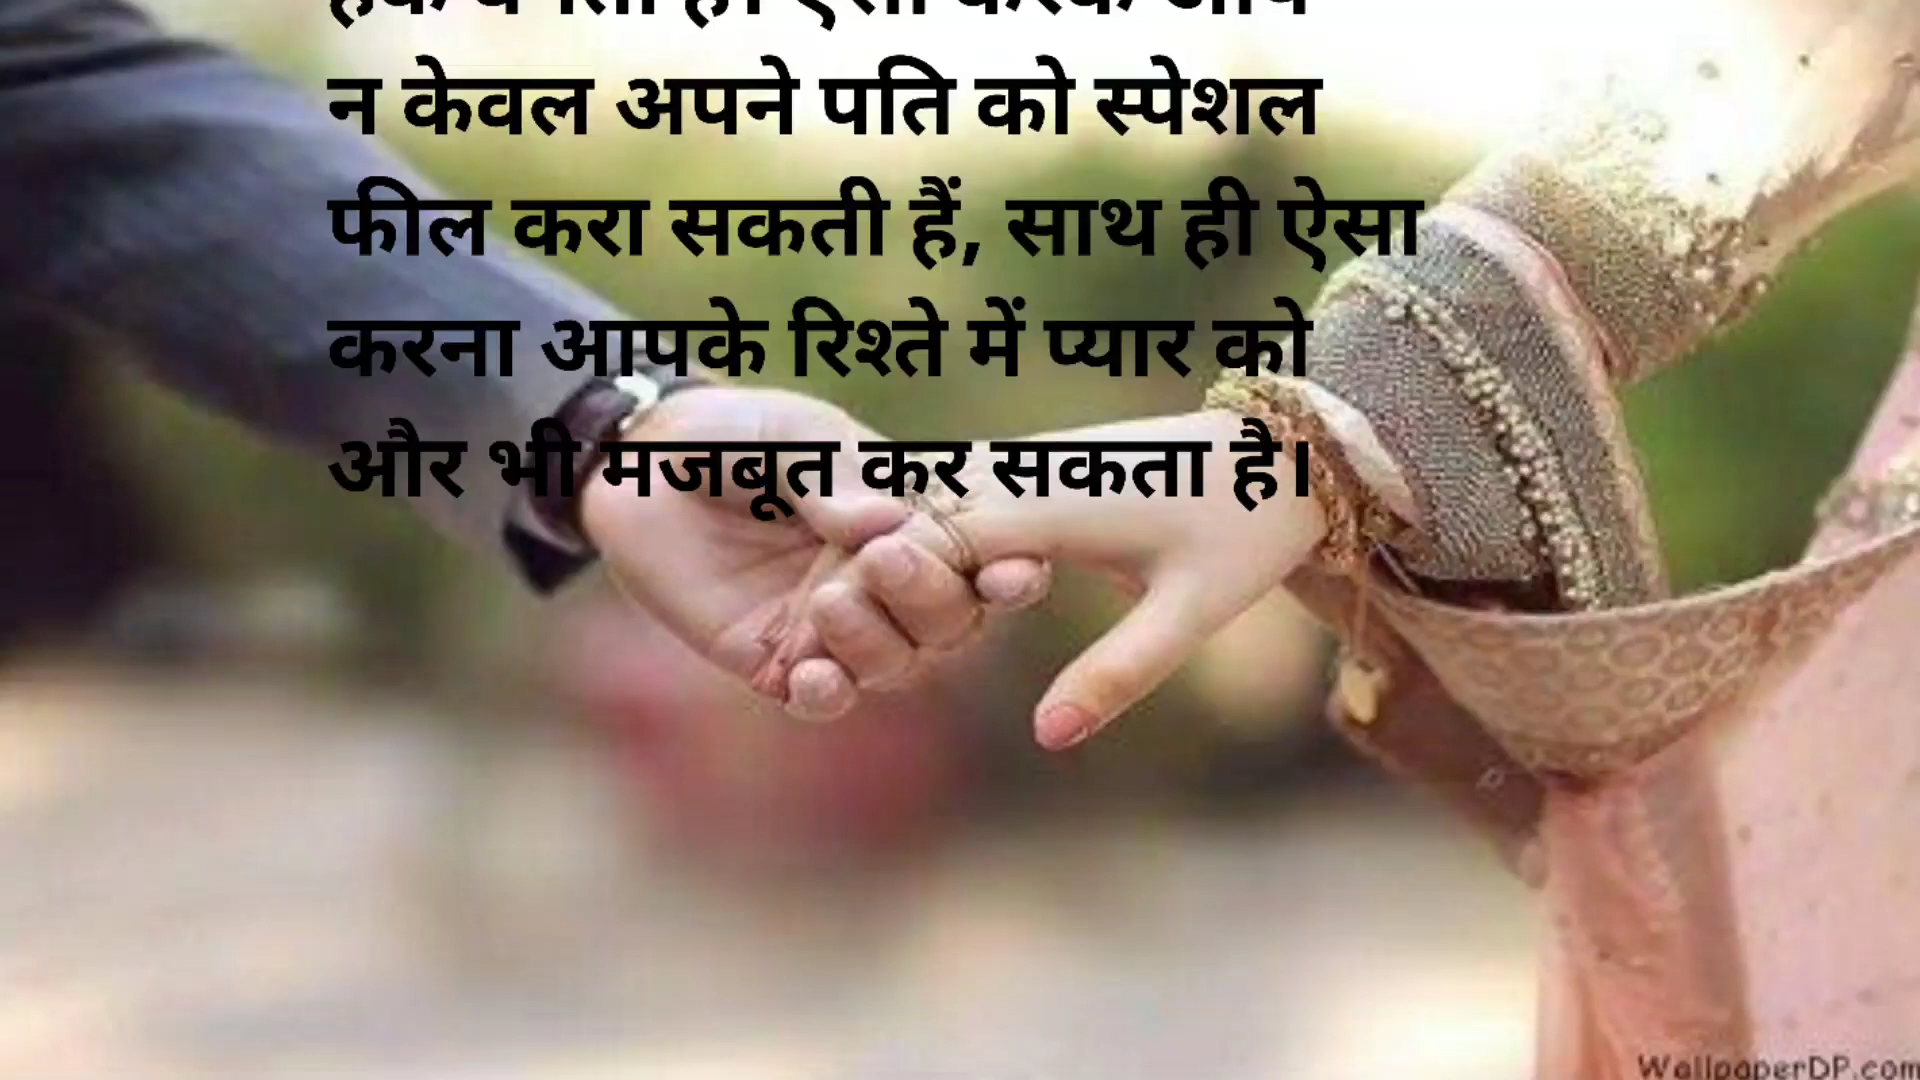 न केवल अपने पति को स्पेशल
फील करा सकती हैं, साथ ही ऐसा
करना आपके रिश्ते में प्यार को
और भी मजबूत कर सकता है।
WallpaperDP.com